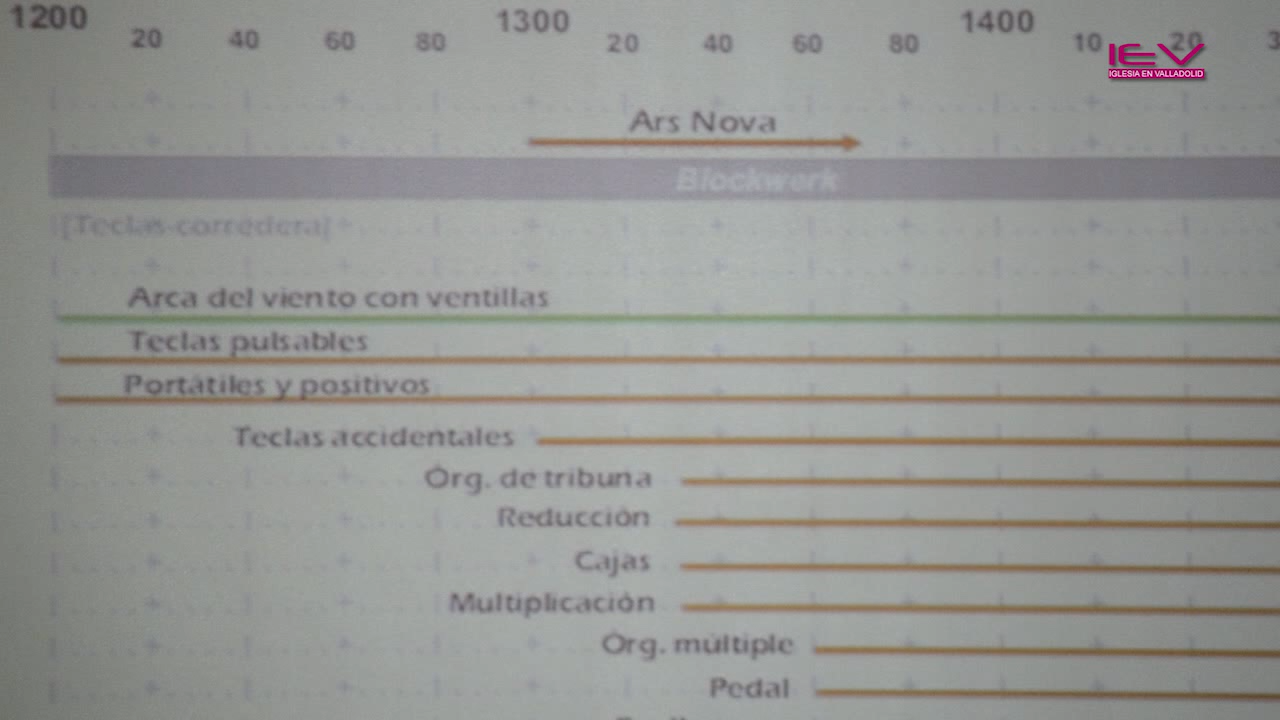 1200 1300 1400
20 40 60 80 20 40 60 80 10 20 3
IEV
IGLESIA EN VALLADOLID
Ars Nova
Blockwerk
[Teclas-corredera]
Arca del viento con ventillas
Teclas pulsables
Portátiles y positivos
Teclas accidentales
Órg. de tribuna
Reducción
Cajas
Multiplicación
Órg. múltiple
Pedal